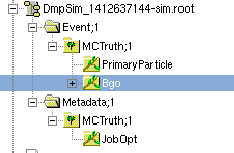 DmpSim_1412637144-sim.root
Event;1
MCTruth;1
PrimaryParticle
Bgo
Metadata;1
MCTruth;1
JobOpt